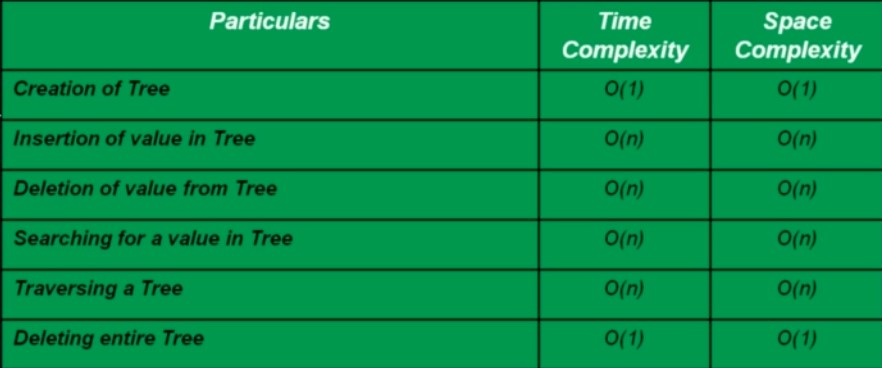 Particulars Time Space
Complexity Complexity
Creation of Tree O(1) O(1)
Insertion of value in Tree O(n) O(n)
Deletion of value from Tree O(n) O(n)
Searching for a value in Tree O(n) O(n)
Traversing a Tree O(n) O(n)
Deleting entire Tree O(1) O(1)